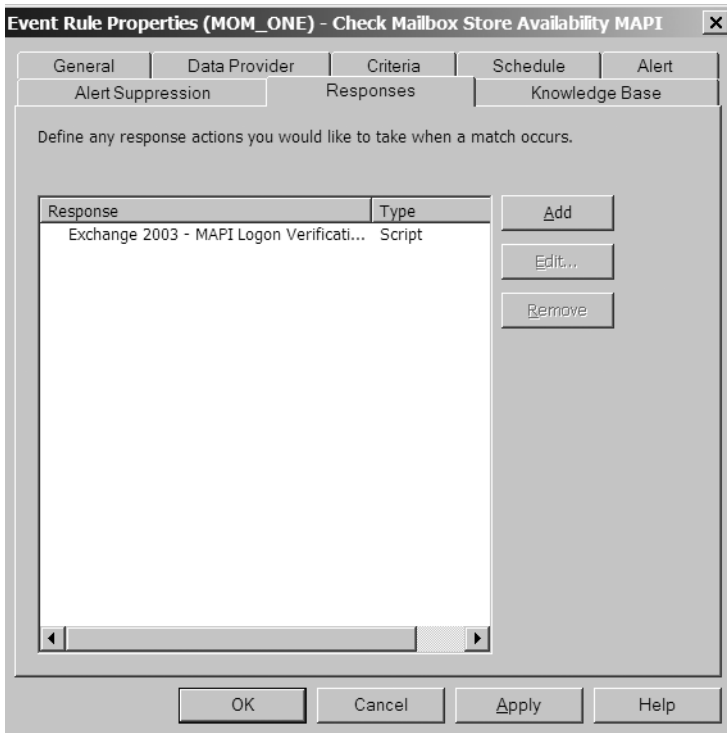 Event Rule Properties (MOM_ONE) - Check Mailbox Store Availability MAPI
General Data Provider Criteria Schedule Alert
Alert Suppression Responses Knowledge Base
Define any response actions you would like to take when a match occurs.
Response Type
Exchange 2003 - MAPI Logon Verificati... Script
Add
Edit...
Remove
OK Cancel Apply Help